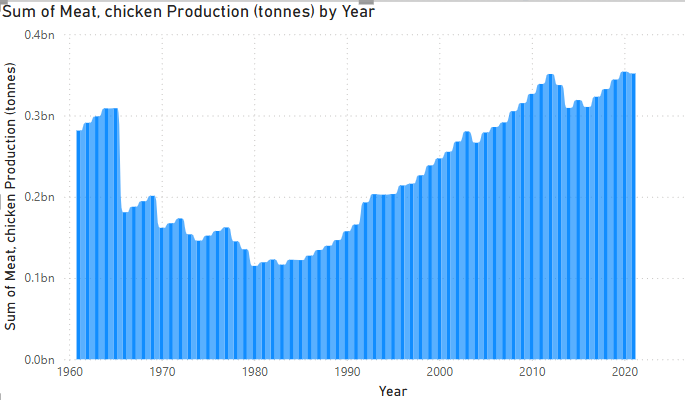 Sum of Meat, chicken Production (tonnes) by Year
Sum of Meat, chicken Production (tonnes)
0.4bn
0.3bn
0.2bn
0.1bn
0.0bn
1960 1970 1980 1990 2000 2010 2020
Year